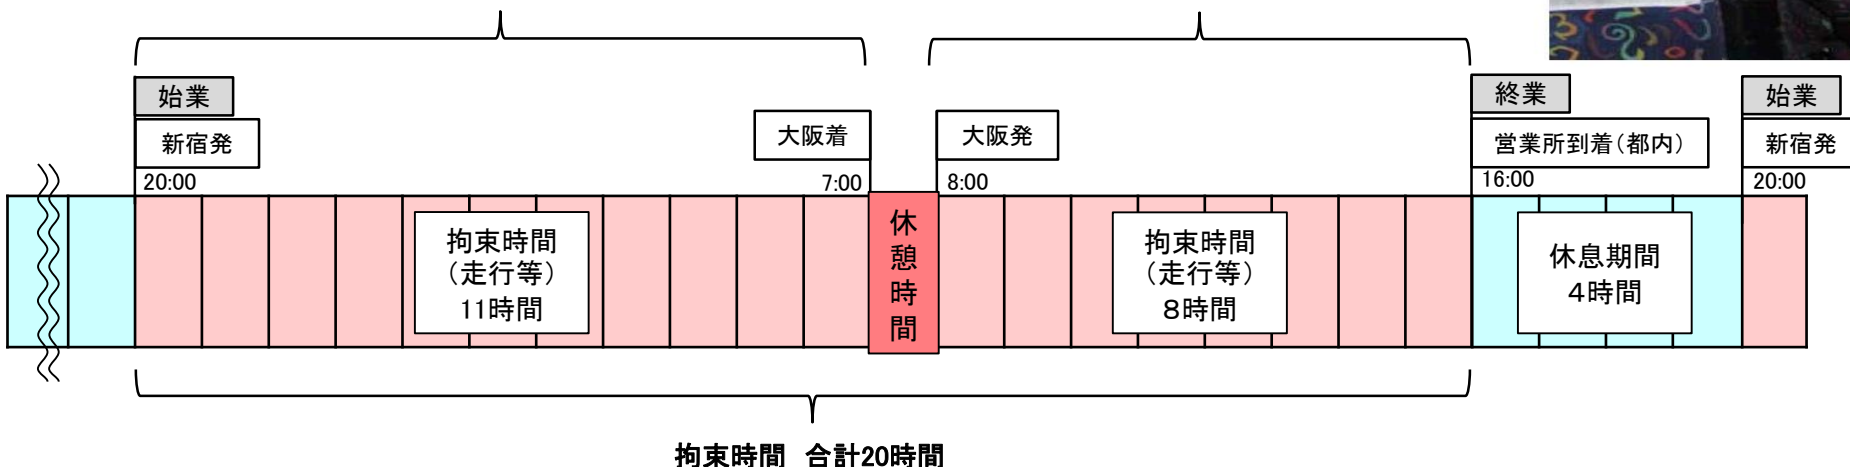 始業
終業
始業
新宿発
大阪着
大阪発
営業所到着(都内)
新宿発
20:00
7:00
8:00
16:00
20:00
拘束時間
(走行等)
11時間
休憩時間
拘束時間
(走行等)
8時間
休息期間
4時間
拘束時間 合計20時間